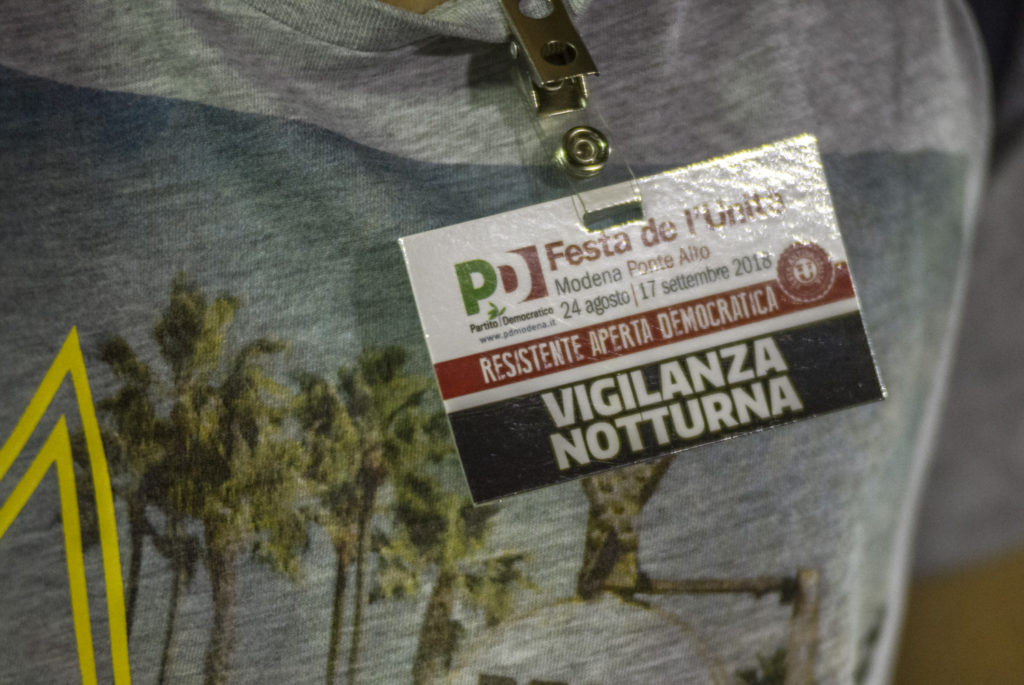 PD
Partito Democratico
www.pdmodena.it
Festa de l'Unità
Modena Ponte Alto
24 agosto | 17 settembre 2018
RESISTENTE APERTA DEMOCRATICA
VIGILANZA
NOTTURNA